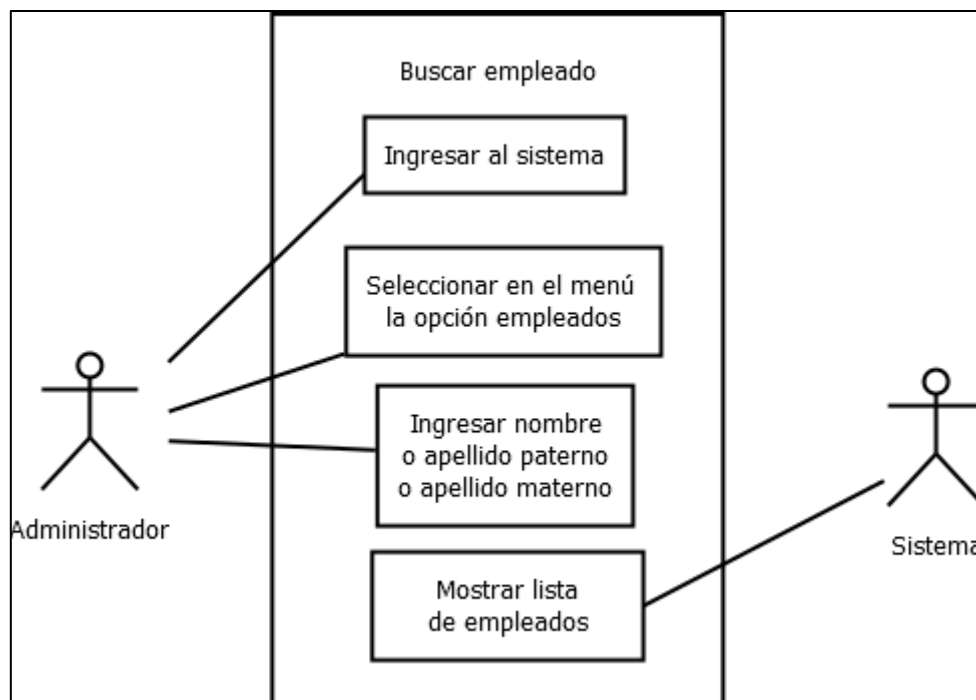 Buscar empleado
Ingresar al sistema
Seleccionar en el menú
la opción empleados
Ingresar nombre
o apellido paterno
o apellido materno
Administrador
Sistema
Mostrar lista
de empleados